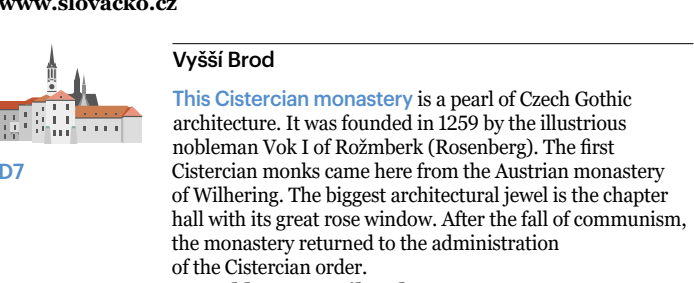 www.slovacko.cz
Vyšší Brod
This Cistercian monastery is a pearl of Czech Gothic
architecture. It was founded in 1259 by the illustrious
nobleman Vok I of Rožmberk (Rosenberg). The first
Cistercian monks came here from the Austrian monastery
of Wilhering. The biggest architectural jewel is the chapter
hall with its great rose window. After the fall of communism,
the monastery returned to the administration
of the Cistercian order.
D7